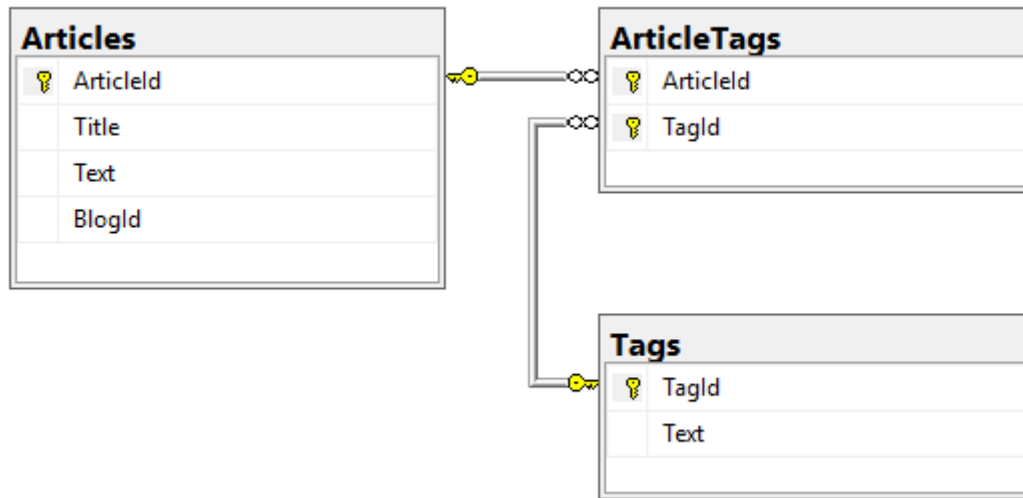 Articles
ArticleId
Title
Text
BlogId
ArticleTags
ArticleId
TagId
Tags
TagId
Text